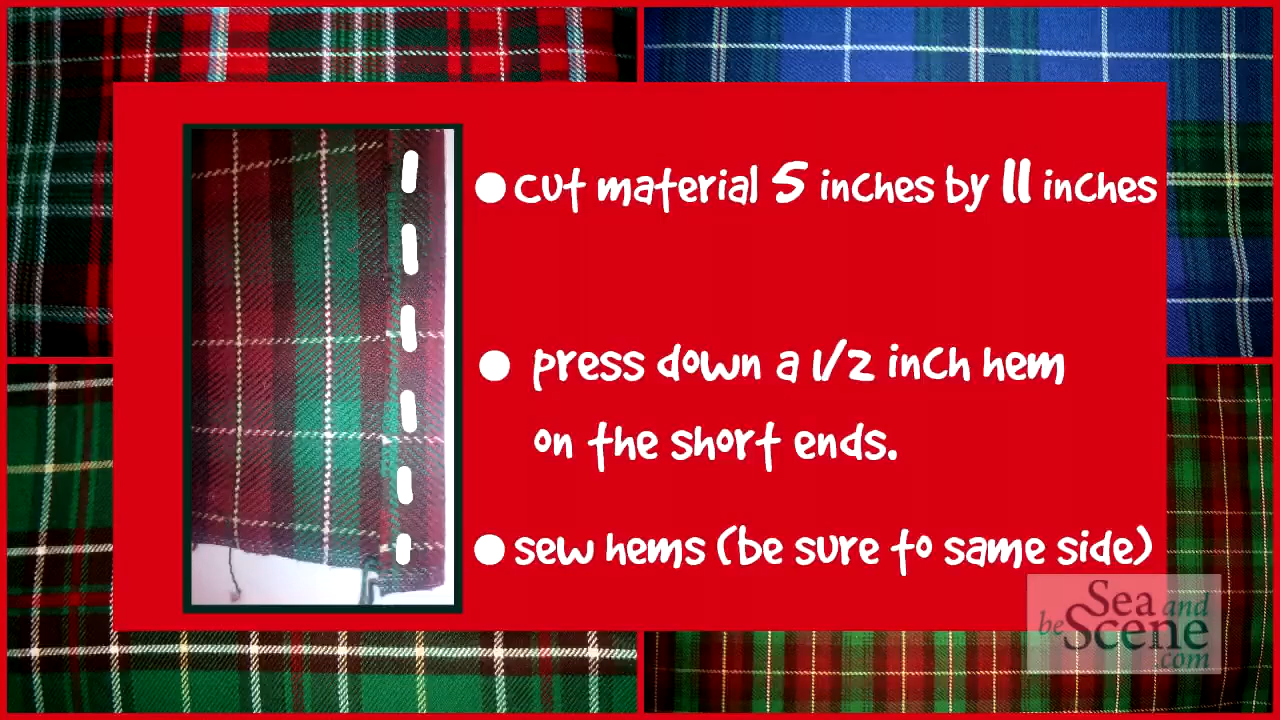 ● cut material 5 inches by 11 inches
● press down a 1/2 inch hem
on the short ends.
● sew hems (be sure to same side)
Sea and
be Scene
.com